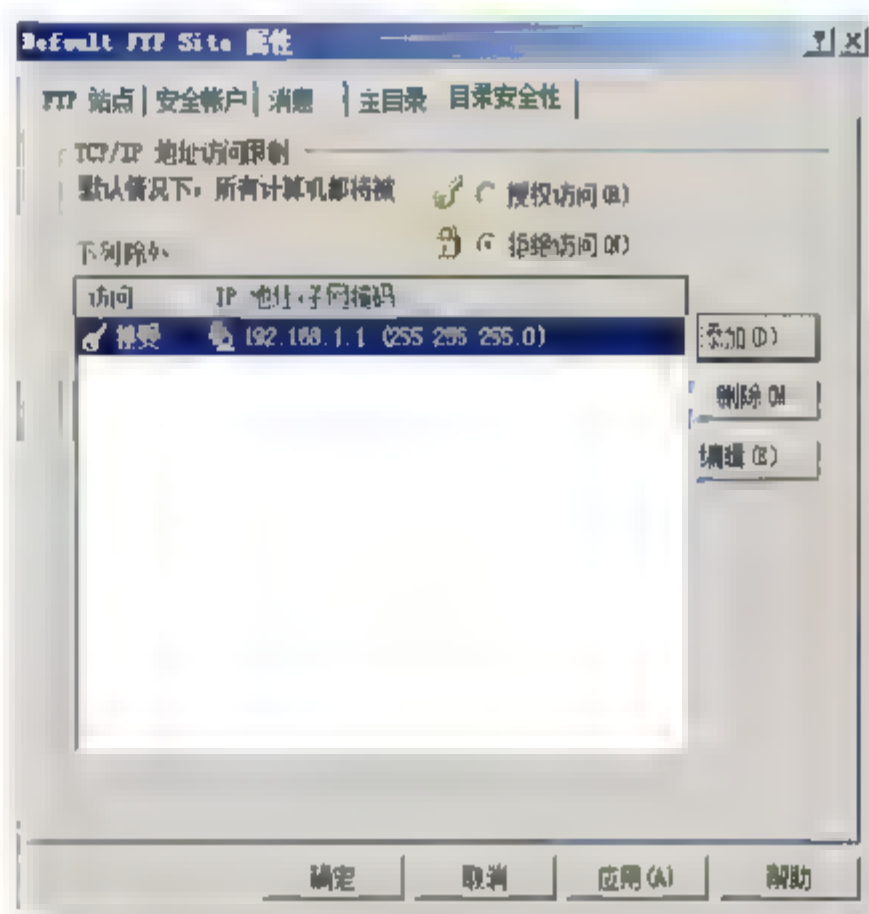 Default FTP Site 属性
FTP 站点 安全帐户 消息 主目录 目录安全性
TCP/IP 地址访问限制
默认情况下，所有计算机都将被
授权访问(R)
拒绝访问(N)
下列除外
访问 IP 地址(子网掩码
192.168.1.1 (255 255 255.0)
添加(D)
删除(M
编辑(E)
确定 取消 应用(A) 帮助